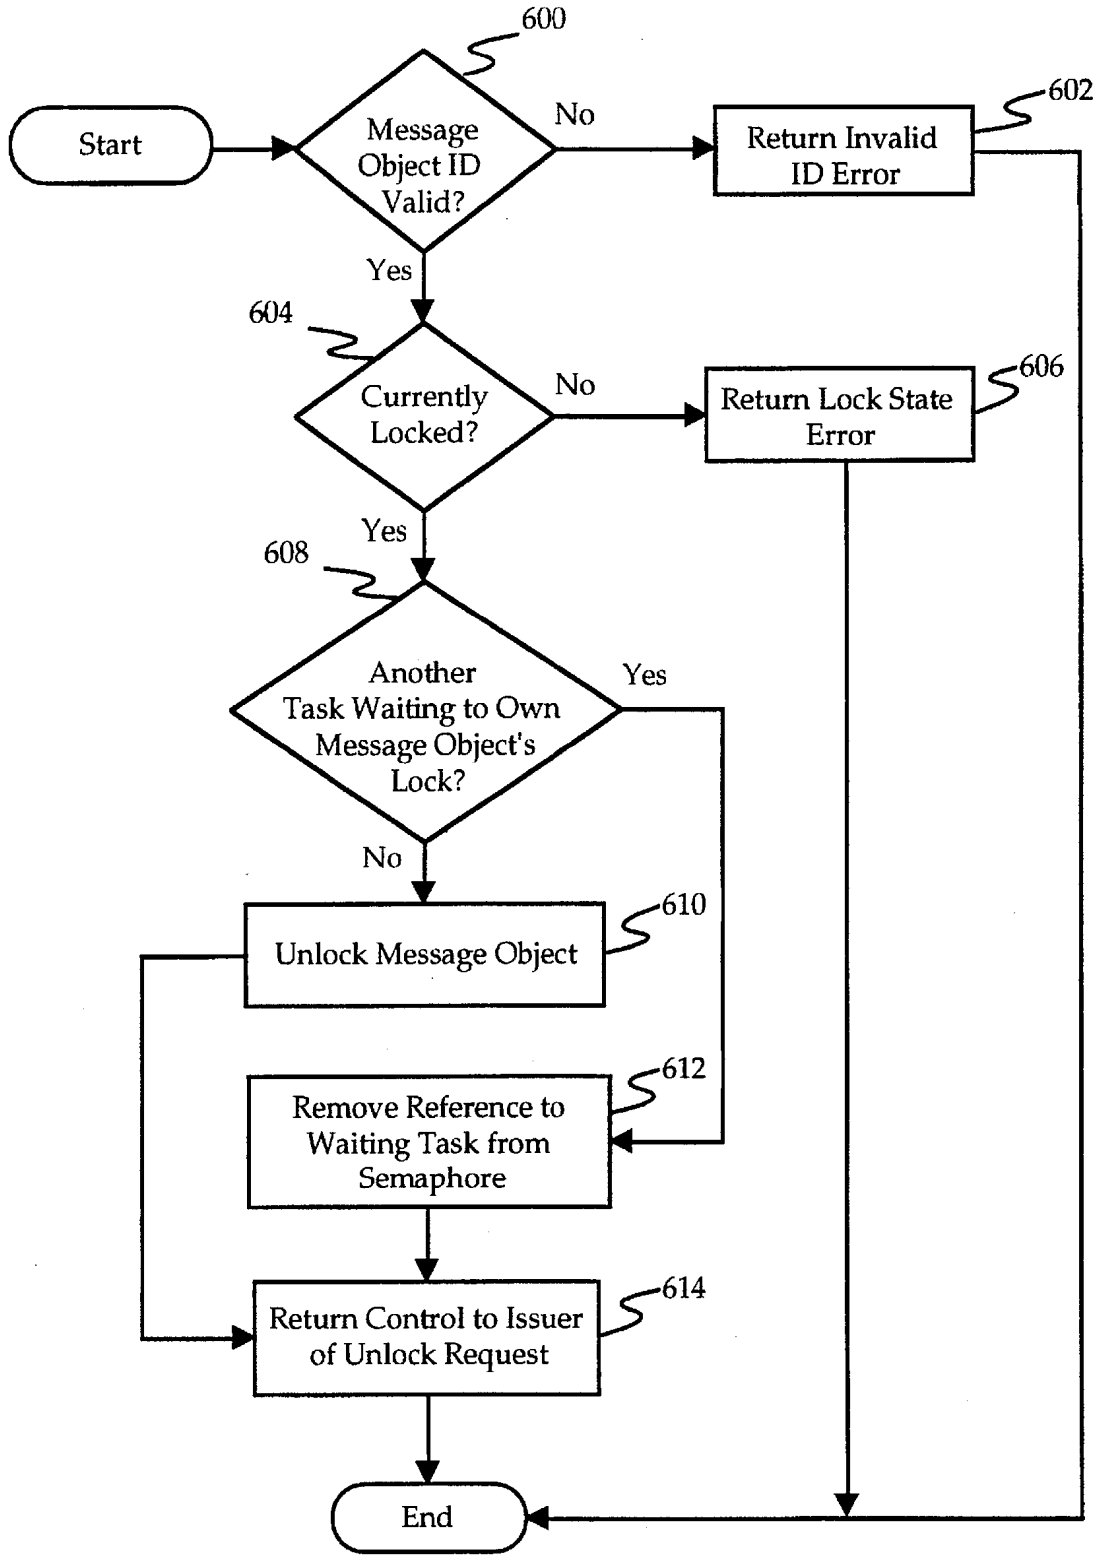 600
Start
Message
Object ID
Valid?
No
Return Invalid
ID Error
602
Yes
604
Currently
Locked?
No
Return Lock State
Error
606
Yes
608
Another
Task Waiting to Own
Message Object's
Lock?
Yes
No
610
Unlock Message Object
612
Remove Reference to
Waiting Task from
Semaphore
614
Return Control to Issuer
of Unlock Request
End